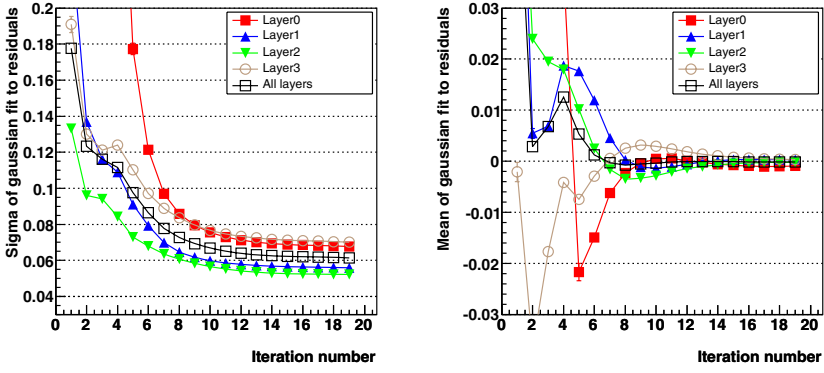 Sigma of gaussian fit to residuals
0.2
0.18
0.16
0.14
0.12
0.1
0.08
0.06
0.04
Layer0
Layer1
Layer2
Layer3
All layers
0 2 4 6 8 10 12 14 16 18 20
Iteration number
Mean of gaussian fit to residuals
0.03
0.02
0.01
0
-0.01
-0.02
-0.03
Layer0
Layer1
Layer2
Layer3
All layers
0 2 4 6 8 10 12 14 16 18 20
Iteration number